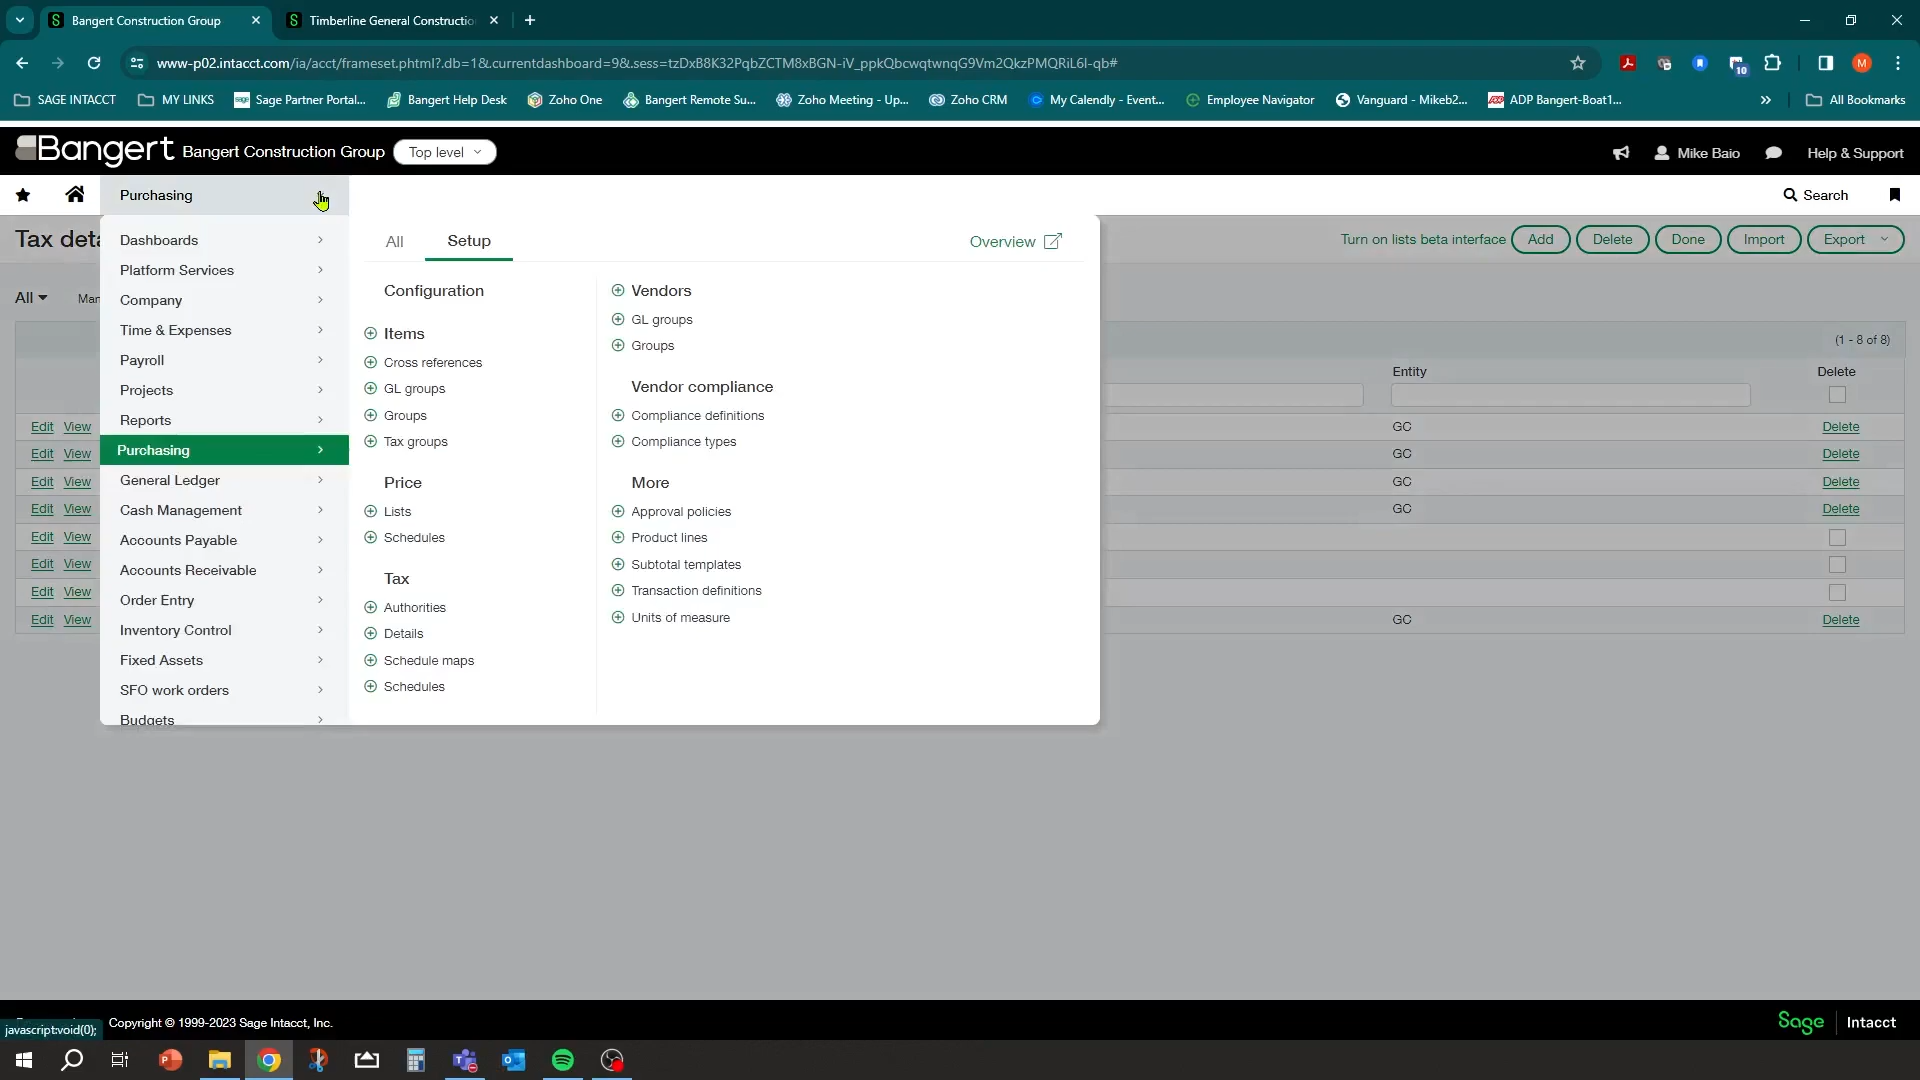 Bangert Construction Group
Timberline General Constructio
www-p02.intacct.com/ia/acct/frameset.phtml?.db=1&.currentdashboard=9&.sess=tzDxB8K32PqbZCTM8xBGN-iV_ppkQbcwqtwnqG9Vm2QkzPMQRiL6l-qb#
10
M
SAGE INTACCT
MY LINKS
Sage Partner Portal...
Bangert Help Desk
Zoho One
Bangert Remote Su...
Zoho Meeting - Up...
Zoho CRM
My Calendly - Event...
Employee Navigator
Vanguard - Mikeb2...
ADP Bangert-Boat1...
All Bookmarks
Bangert
Bangert Construction Group
Top level
Mike Baio
Help & Support
Purchasing
Search
Tax deta
Turn on lists beta interface
Add
Delete
Done
Import
Export
All
Man
(1 - 8 of 8)
Entity
Delete
Edit View GC Delete
Edit View GC Delete
Edit View GC Delete
Edit View GC Delete
Edit View
Edit View
Edit View
Edit View GC Delete
Dashboards
Platform Services
Company
Time & Expenses
Payroll
Projects
Reports
Purchasing
General Ledger
Cash Management
Accounts Payable
Accounts Receivable
Order Entry
Inventory Control
Fixed Assets
SFO work orders
Budgets
All
Setup
Overview
Configuration
Items
Cross references
GL groups
Groups
Tax groups
Price
Lists
Schedules
Tax
Authorities
Details
Schedule maps
Schedules
Vendors
GL groups
Groups
Vendor compliance
Compliance definitions
Compliance types
More
Approval policies
Product lines
Subtotal templates
Transaction definitions
Units of measure
javascript:void(0);
Copyright © 1999-2023 Sage Intacct, Inc.
Sage
Intacct